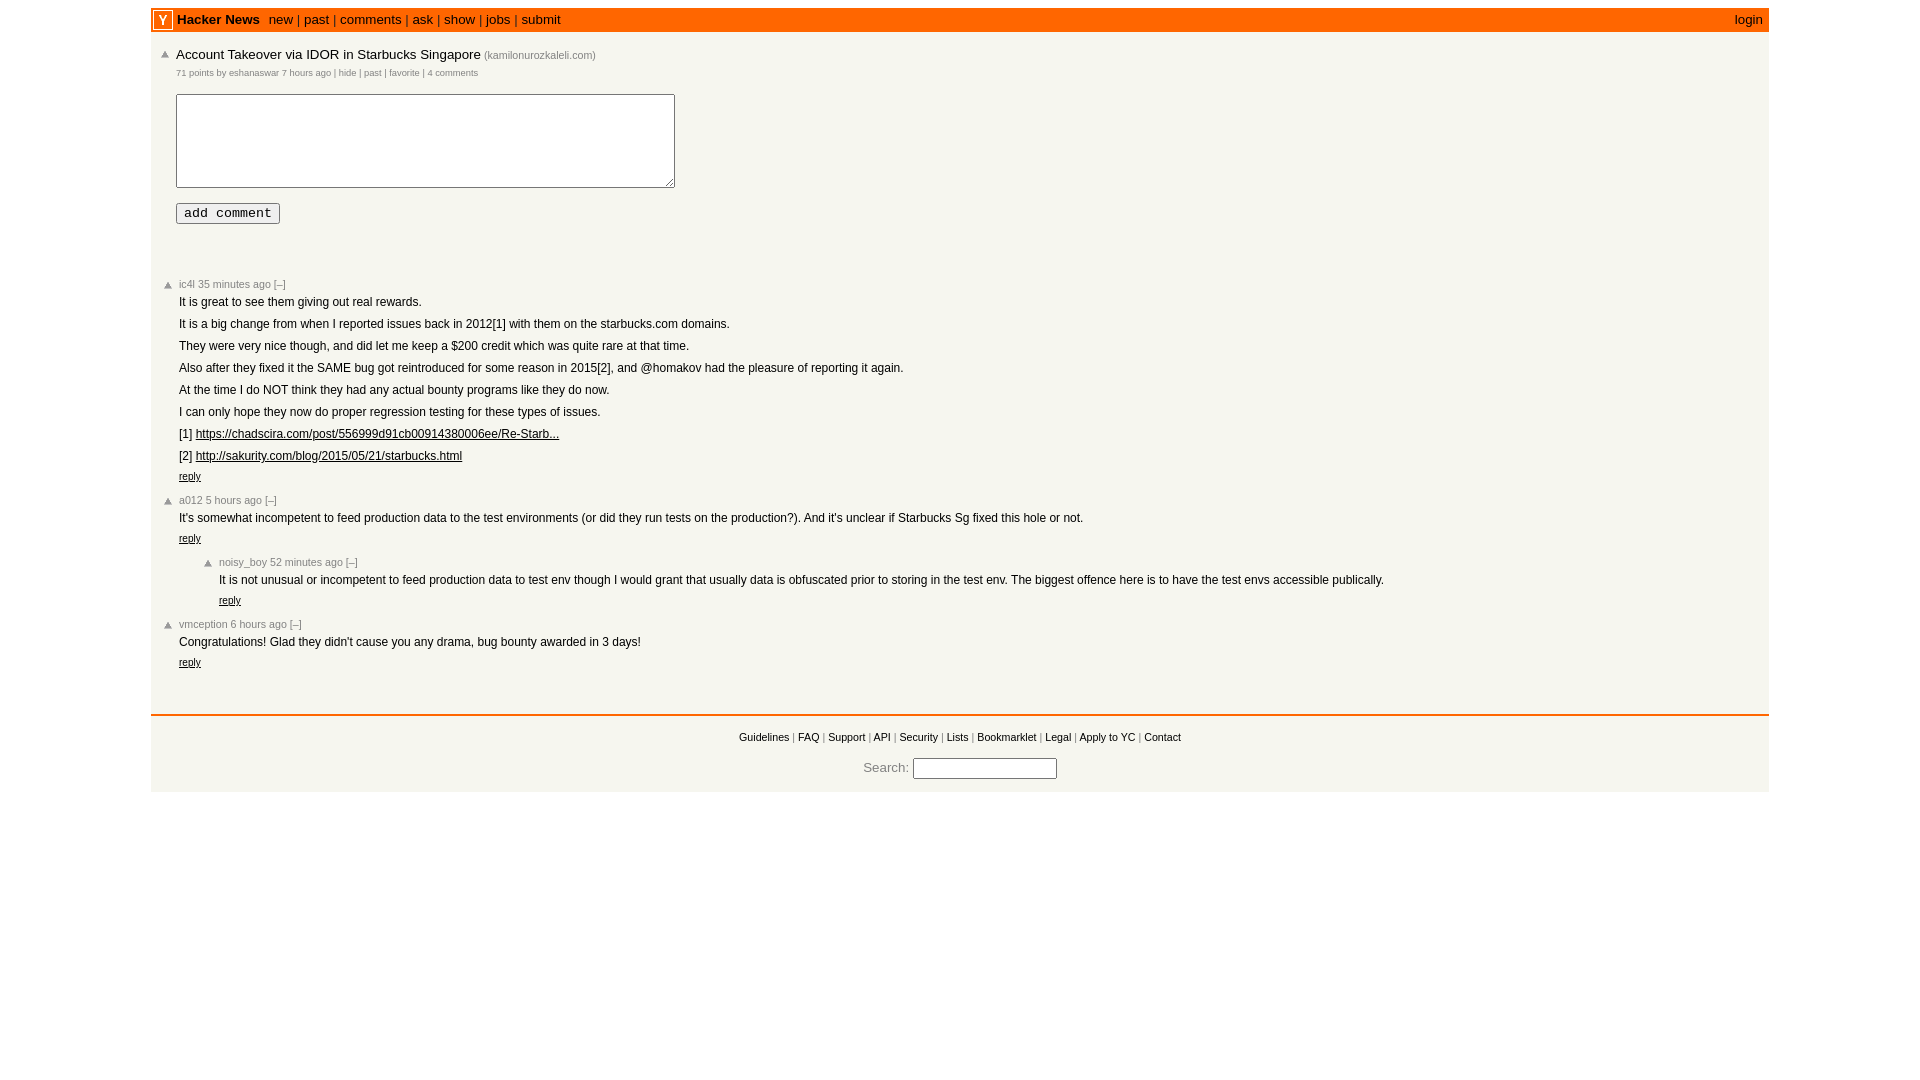 Y Hacker News new | past | comments | ask | show | jobs | submit login
Account Takeover via IDOR in Starbucks Singapore (kamilonurozkaleli.com)
71 points by eshanaswar 7 hours ago | hide | past | favorite | 4 comments
add comment
ic4l 35 minutes ago [–]
It is great to see them giving out real rewards.
It is a big change from when I reported issues back in 2012[1] with them on the starbucks.com domains.
They were very nice though, and did let me keep a $200 credit which was quite rare at that time.
Also after they fixed it the SAME bug got reintroduced for some reason in 2015[2], and @homakov had the pleasure of reporting it again.
At the time I do NOT think they had any actual bounty programs like they do now.
I can only hope they now do proper regression testing for these types of issues.
[1] https://chadscira.com/post/556999d91cb00914380006ee/Re-Starb...
[2] http://sakurity.com/blog/2015/05/21/starbucks.html
reply
a012 5 hours ago [–]
It's somewhat incompetent to feed production data to the test environments (or did they run tests on the production?). And it's unclear if Starbucks Sg fixed this hole or not.
reply
noisy_boy 52 minutes ago [–]
It is not unusual or incompetent to feed production data to test env though I would grant that usually data is obfuscated prior to storing in the test env. The biggest offence here is to have the test envs accessible publically.
reply
vmception 6 hours ago [–]
Congratulations! Glad they didn't cause you any drama, bug bounty awarded in 3 days!
reply
Guidelines | FAQ | Support | API | Security | Lists | Bookmarklet | Legal | Apply to YC | Contact
Search: